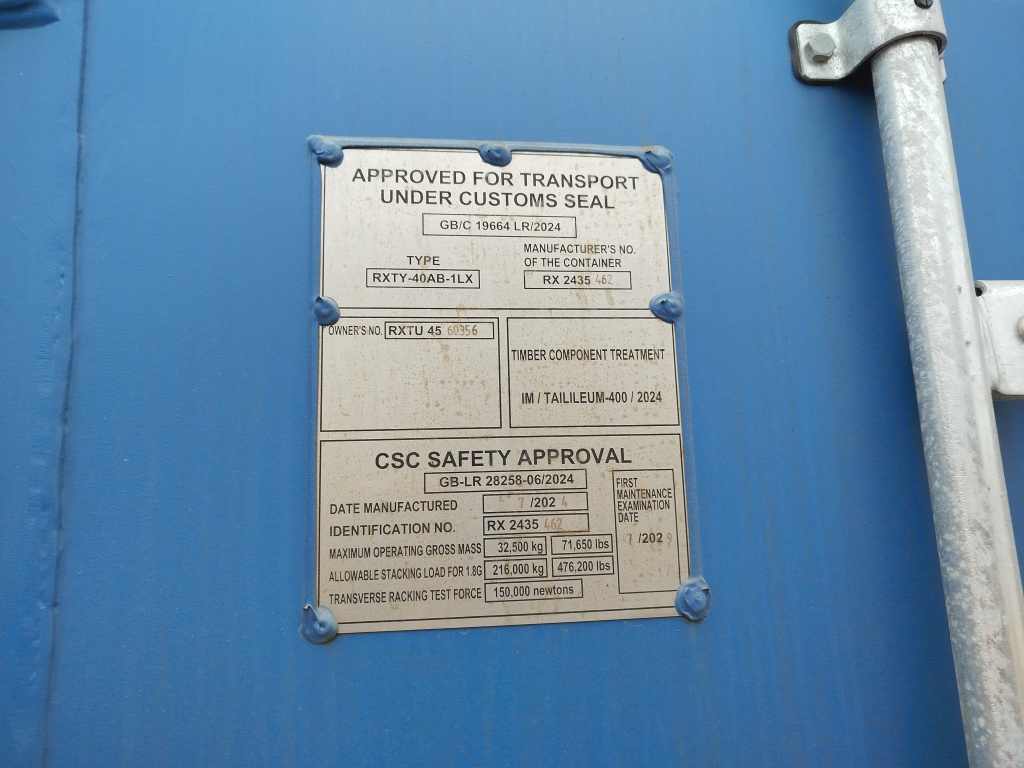 APPROVED FOR TRANSPORT
UNDER CUSTOMS SEAL
GB/C 19664 LR/2024
TYPE
RXTY-40AB-1LX
MANUFACTURER'S NO.
OF THE CONTAINER
RX 2435 462
OWNER'S NO. RXTU 45 60356
TIMBER COMPONENT TREATMENT
IM / TAILILEUM-400 / 2024
CSC SAFETY APPROVAL
GB-LR 28258-06/2024
DATE MANUFACTURED 7 /2024
IDENTIFICATION NO. RX 2435 462
MAXIMUM OPERATING GROSS MASS 32,500 kg 71,650 lbs
ALLOWABLE STACKING LOAD FOR 1.8G 216,000 kg 476,200 lbs
TRANSVERSE RACKING TEST FORCE 150,000 newtons
FIRST
MAINTENANCE
EXAMINATION
DATE
7 /2029